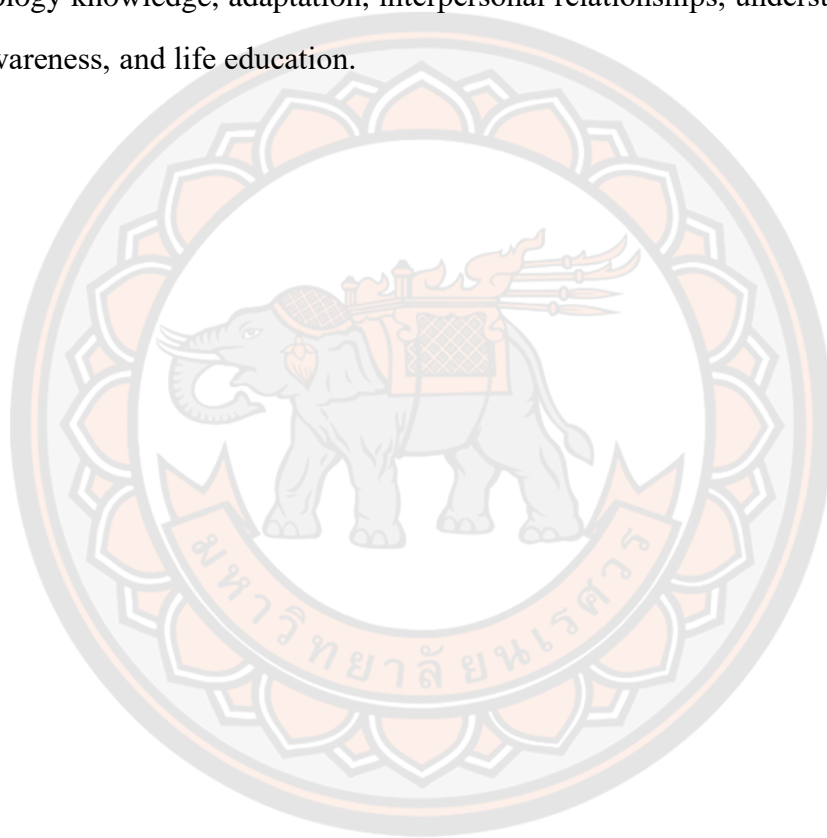 ology knowledge, adaptation, interpersonal relationships, underst
wareness, and life education.
มหาวิทยาลัยนเรศวร